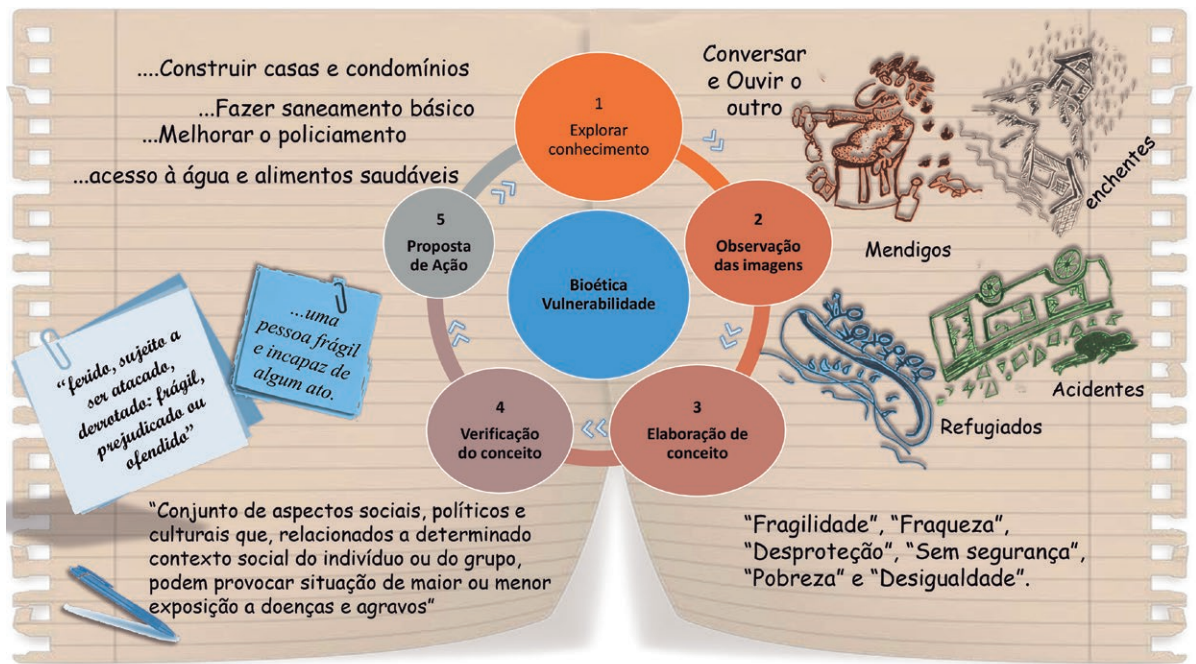 ....Construir casas e condomínios
...Fazer saneamento básico
...Melhorar o policiamento
...acesso à água e alimentos saudáveis
1
Explorar
conhecimento
Conversar
e Ouvir o
outro
enchentes
Mendigos
2
Observação
das imagens
5
Proposta
de Ação
Bioética
Vulnerabilidade
Acidentes
Refugiados
3
Elaboração de
conceito
4
Verificação
do conceito
...uma
pessoa frágil
e incapaz de
algum ato.
“ferido, sujeito a
ser atacado,
derrotado: frágil,
prejudicado ou
ofendido”
“Conjunto de aspectos sociais, políticos e
culturais que, relacionados a determinado
contexto social do indivíduo ou do grupo,
podem provocar situação de maior ou menor
exposição a doenças e agravos”
“Fragilidade”, “Fraqueza”,
“Desproteção”, “Sem segurança”,
“Pobreza” e “Desigualdade”.